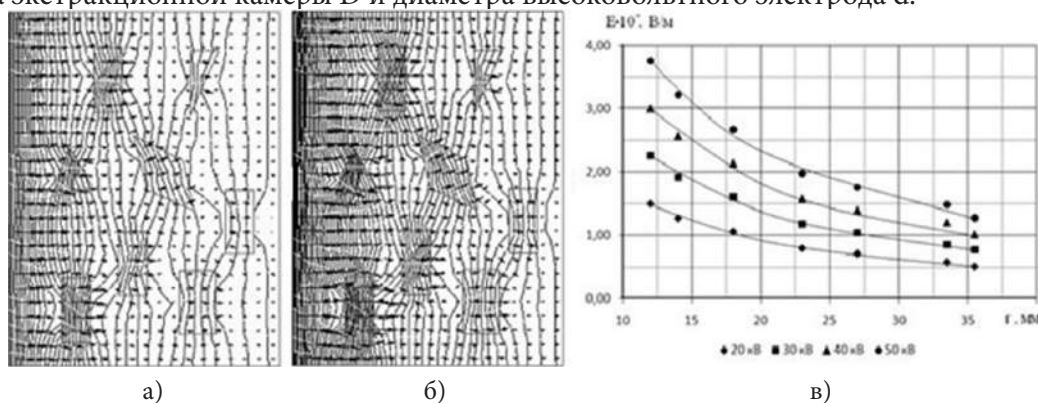 экстракционной камеры D и диаметра высоковольтного электрода d.
4,00
3,00
2,00
1,00
0,00
10 15 20 25 30 35 г, мм
20 кВ 30 кВ 40 кВ 50 кВ
а) б) в)